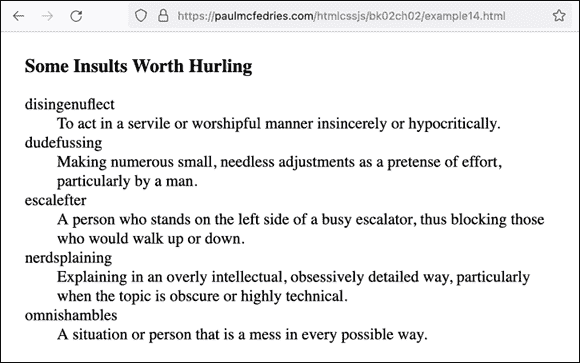 https://paulmcfedries.com/htmlcssjs/bk02ch02/example14.html
Some Insults Worth Hurling
disingenuflect
To act in a servile or worshipful manner insincerely or hypocritically.
dudefussing
Making numerous small, needless adjustments as a pretense of effort,
particularly by a man.
escalefter
A person who stands on the left side of a busy escalator, thus blocking those
who would walk up or down.
nerdsplaining
Explaining in an overly intellectual, obsessively detailed way, particularly
when the topic is obscure or highly technical.
omnishambles
A situation or person that is a mess in every possible way.